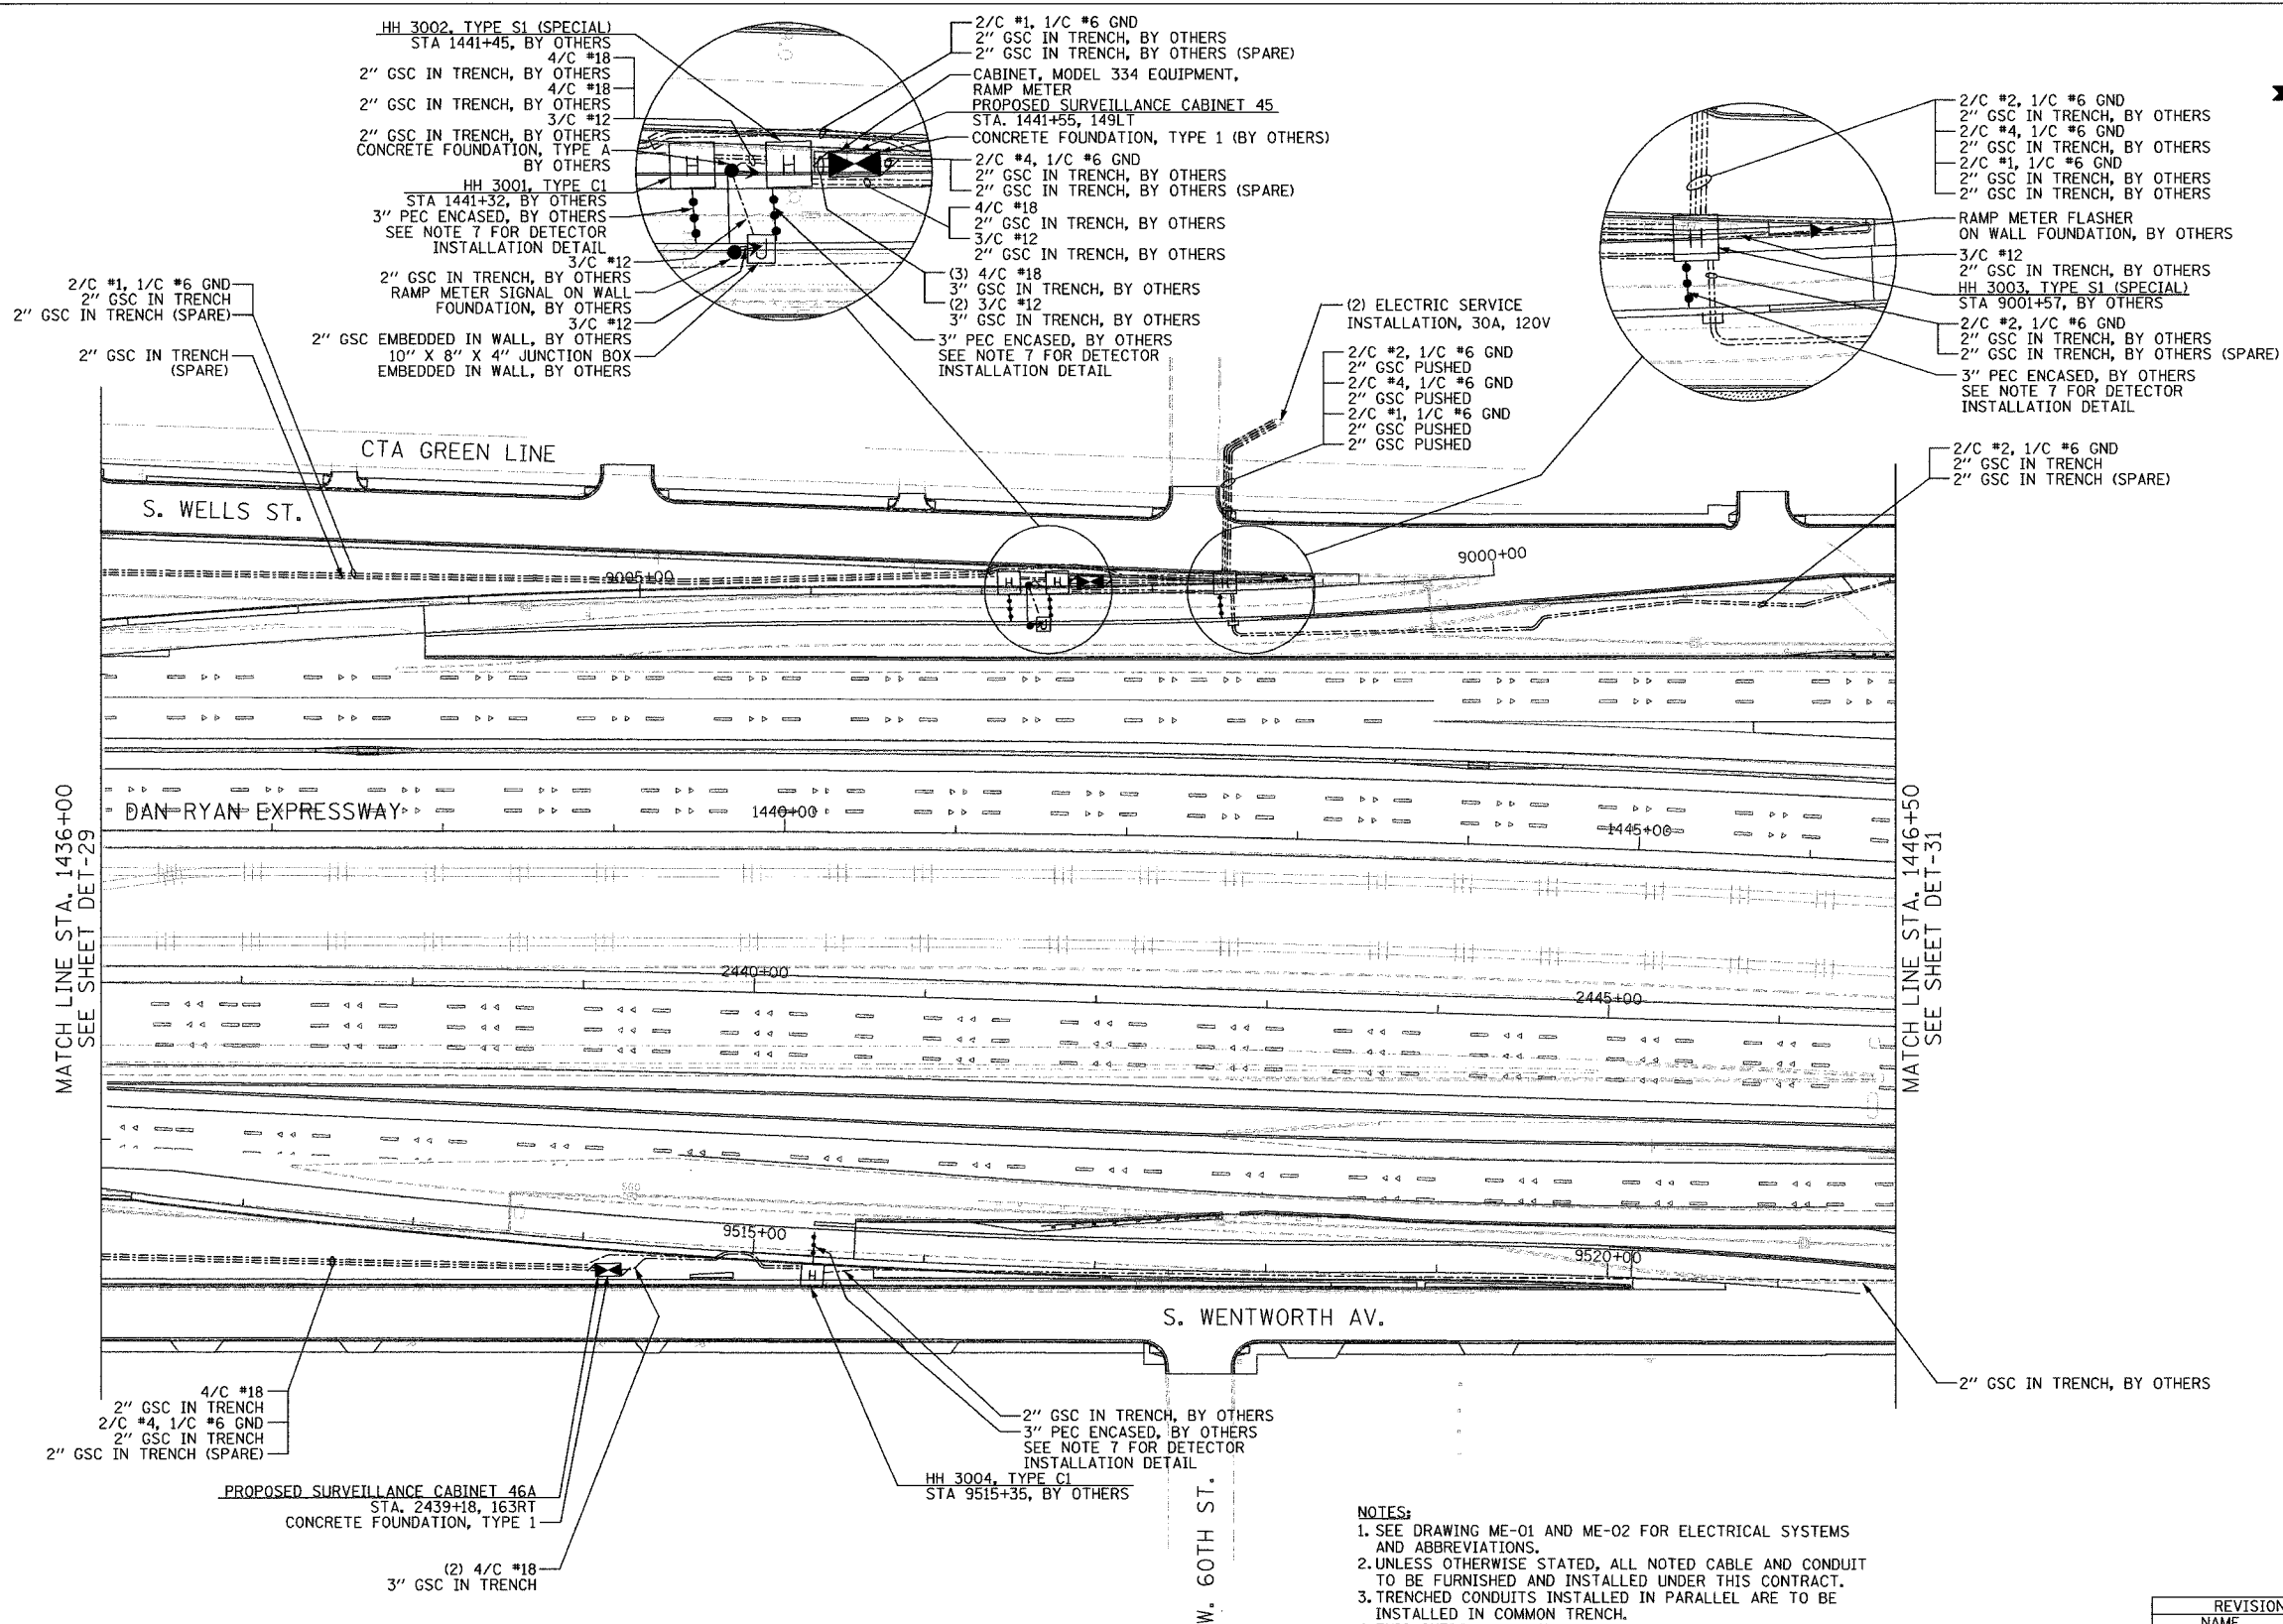 HH 3002, TYPE S1 (SPECIAL)
STA 1441+45, BY OTHERS
4/C #18
2" GSC IN TRENCH, BY OTHERS
4/C #18
2" GSC IN TRENCH, BY OTHERS
3/C #12
2" GSC IN TRENCH, BY OTHERS
CONCRETE FOUNDATION, TYPE A
BY OTHERS
HH 3001, TYPE C1
STA 1441+32, BY OTHERS
3" PEC ENCASED, BY OTHERS
SEE NOTE 7 FOR DETECTOR
INSTALLATION DETAIL
3/C #12
2" GSC IN TRENCH, BY OTHERS
RAMP METER SIGNAL ON WALL
FOUNDATION, BY OTHERS
3/C #12
2" GSC EMBEDDED IN WALL, BY OTHERS
10" X 8" X 4" JUNCTION BOX
EMBEDDED IN WALL, BY OTHERS
H
H
J
2/C #1, 1/C #6 GND
2" GSC IN TRENCH, BY OTHERS
2" GSC IN TRENCH, BY OTHERS (SPARE)
CABINET, MODEL 334 EQUIPMENT,
RAMP METER
PROPOSED SURVEILLANCE CABINET 45
STA. 1441+55, 149LT
CONCRETE FOUNDATION, TYPE 1 (BY OTHERS)
2/C #4, 1/C #6 GND
2" GSC IN TRENCH, BY OTHERS
2" GSC IN TRENCH, BY OTHERS (SPARE)
4/C #18
2" GSC IN TRENCH, BY OTHERS
3/C #12
2" GSC IN TRENCH, BY OTHERS
(3) 4/C #18
3" GSC IN TRENCH, BY OTHERS
(2) 3/C #12
3" GSC IN TRENCH, BY OTHERS
3" PEC ENCASED, BY OTHERS
SEE NOTE 7 FOR DETECTOR
INSTALLATION DETAIL
2/C #2, 1/C #6 GND
2" GSC IN TRENCH, BY OTHERS
2/C #4, 1/C #6 GND
2" GSC IN TRENCH, BY OTHERS
2/C #1, 1/C #6 GND
2" GSC IN TRENCH, BY OTHERS
2" GSC IN TRENCH, BY OTHERS
RAMP METER FLASHER
ON WALL FOUNDATION, BY OTHERS
3/C #12
2" GSC IN TRENCH, BY OTHERS
HH 3003, TYPE S1 (SPECIAL)
STA 9001+57, BY OTHERS
2/C #2, 1/C #6 GND
2" GSC IN TRENCH, BY OTHERS
2" GSC IN TRENCH, BY OTHERS (SPARE)
3" PEC ENCASED, BY OTHERS
SEE NOTE 7 FOR DETECTOR
INSTALLATION DETAIL
H
2/C #1, 1/C #6 GND
2" GSC IN TRENCH
2" GSC IN TRENCH (SPARE)
2" GSC IN TRENCH
(SPARE)
(2) ELECTRIC SERVICE
INSTALLATION, 30A, 120V
2/C #2, 1/C #6 GND
2" GSC PUSHED
2/C #4, 1/C #6 GND
2" GSC PUSHED
2/C #1, 1/C #6 GND
2" GSC PUSHED
2" GSC PUSHED
2/C #2, 1/C #6 GND
2" GSC IN TRENCH
2" GSC IN TRENCH (SPARE)
CTA GREEN LINE
S. WELLS ST.
9005+00
H
H
J
H
9000+00
DAN RYAN EXPRESSWAY
1440+00
1445+00
MATCH LINE STA. 1436+00
SEE SHEET DET-29
MATCH LINE STA. 1446+50
SEE SHEET DET-31
2440+00
2445+00
9515+00
9520+00
H
S. WENTWORTH AV.
4/C #18
2" GSC IN TRENCH
2/C #4, 1/C #6 GND
2" GSC IN TRENCH
2" GSC IN TRENCH (SPARE)
PROPOSED SURVEILLANCE CABINET 46A
STA. 2439+18, 163RT
CONCRETE FOUNDATION, TYPE 1
(2) 4/C #18
3" GSC IN TRENCH
2" GSC IN TRENCH, BY OTHERS
3" PEC ENCASED, BY OTHERS
SEE NOTE 7 FOR DETECTOR
INSTALLATION DETAIL
HH 3004, TYPE C1
STA 9515+35, BY OTHERS
2" GSC IN TRENCH, BY OTHERS
W. 60TH ST.
NOTES:
1. SEE DRAWING ME-01 AND ME-02 FOR ELECTRICAL SYSTEMS
AND ABBREVIATIONS.
2. UNLESS OTHERWISE STATED, ALL NOTED CABLE AND CONDUIT
TO BE FURNISHED AND INSTALLED UNDER THIS CONTRACT.
3. TRENCHED CONDUITS INSTALLED IN PARALLEL ARE TO BE
INSTALLED IN COMMON TRENCH.
REVISION
NAME